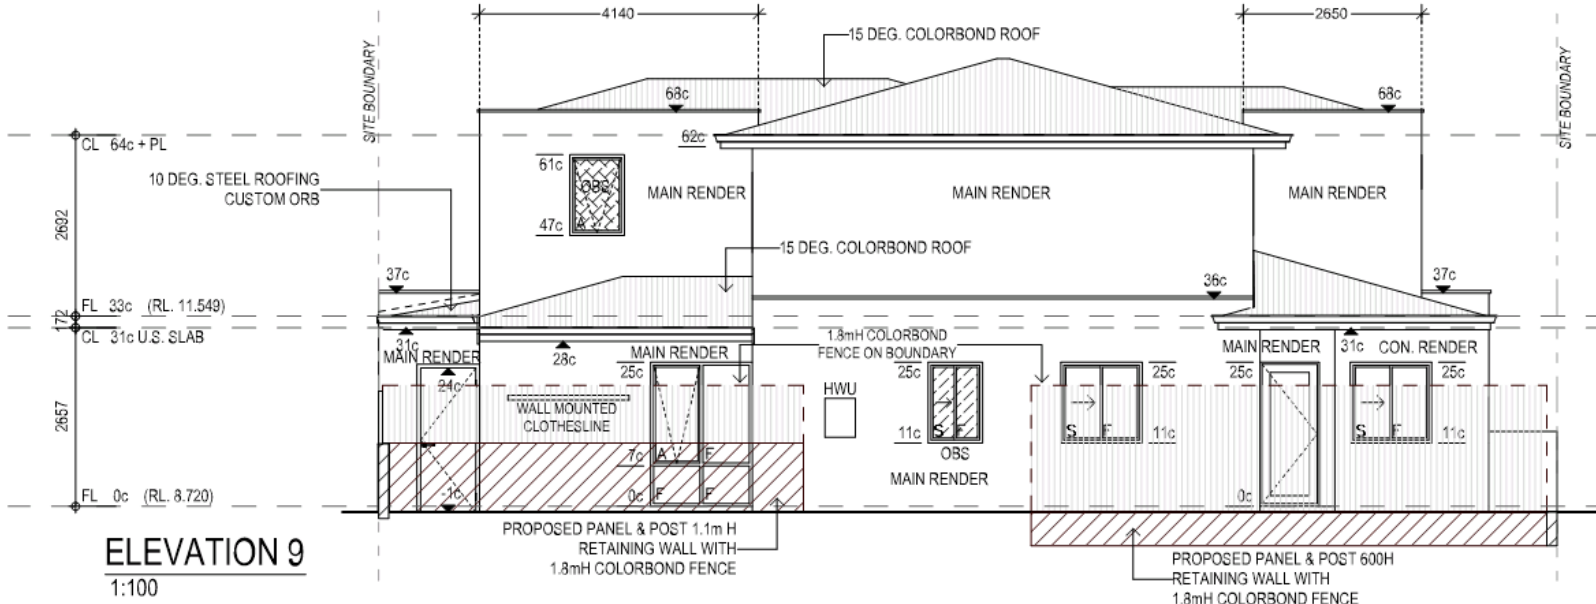 4140
2650
15 DEG. COLORBOND ROOF
SITE BOUNDARY
SITE BOUNDARY
68c
68c
CL 64c + PL
62c
61c
OBS
A
47c
MAIN RENDER
MAIN RENDER
MAIN RENDER
10 DEG. STEEL ROOFING
CUSTOM ORB
2692
15 DEG. COLORBOND ROOF
37c
36c
37c
FL 33c (RL. 11.549)
172
CL 31c U.S. SLAB
31c
28c
31c
1.8mH COLORBOND
FENCE ON BOUNDARY
MAIN RENDER
MAIN RENDER
MAIN RENDER
CON. RENDER
24c
25c
25c
25c
25c
25c
HWU
WALL MOUNTED
CLOTHESLINE
2657
S F
11c
S F
11c
S F
11c
OBS
7c
A F
MAIN RENDER
FL 0c (RL. 8.720)
-1c
0c
F F
0c
PROPOSED PANEL & POST 1.1m H
RETAINING WALL WITH
1.8mH COLORBOND FENCE
PROPOSED PANEL & POST 600H
RETAINING WALL WITH
1.8mH COLORBOND FENCE
ELEVATION 9
1:100